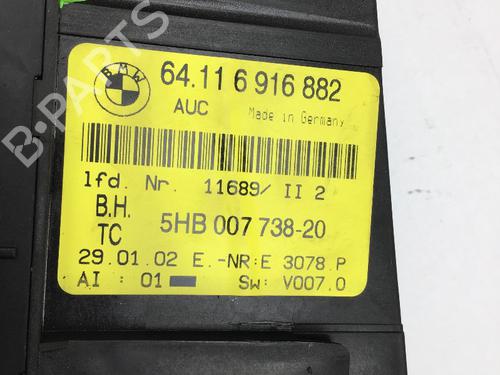 B-PARTS
BMW
64.11 6 916 882
AUC Made in Germany
lfd. Nr. 11689/ II 2
B.H.
TC 5HB 007 738-20
29.01.02 E.-NR:E 3078.P
AI : 01 Sw: V007.0